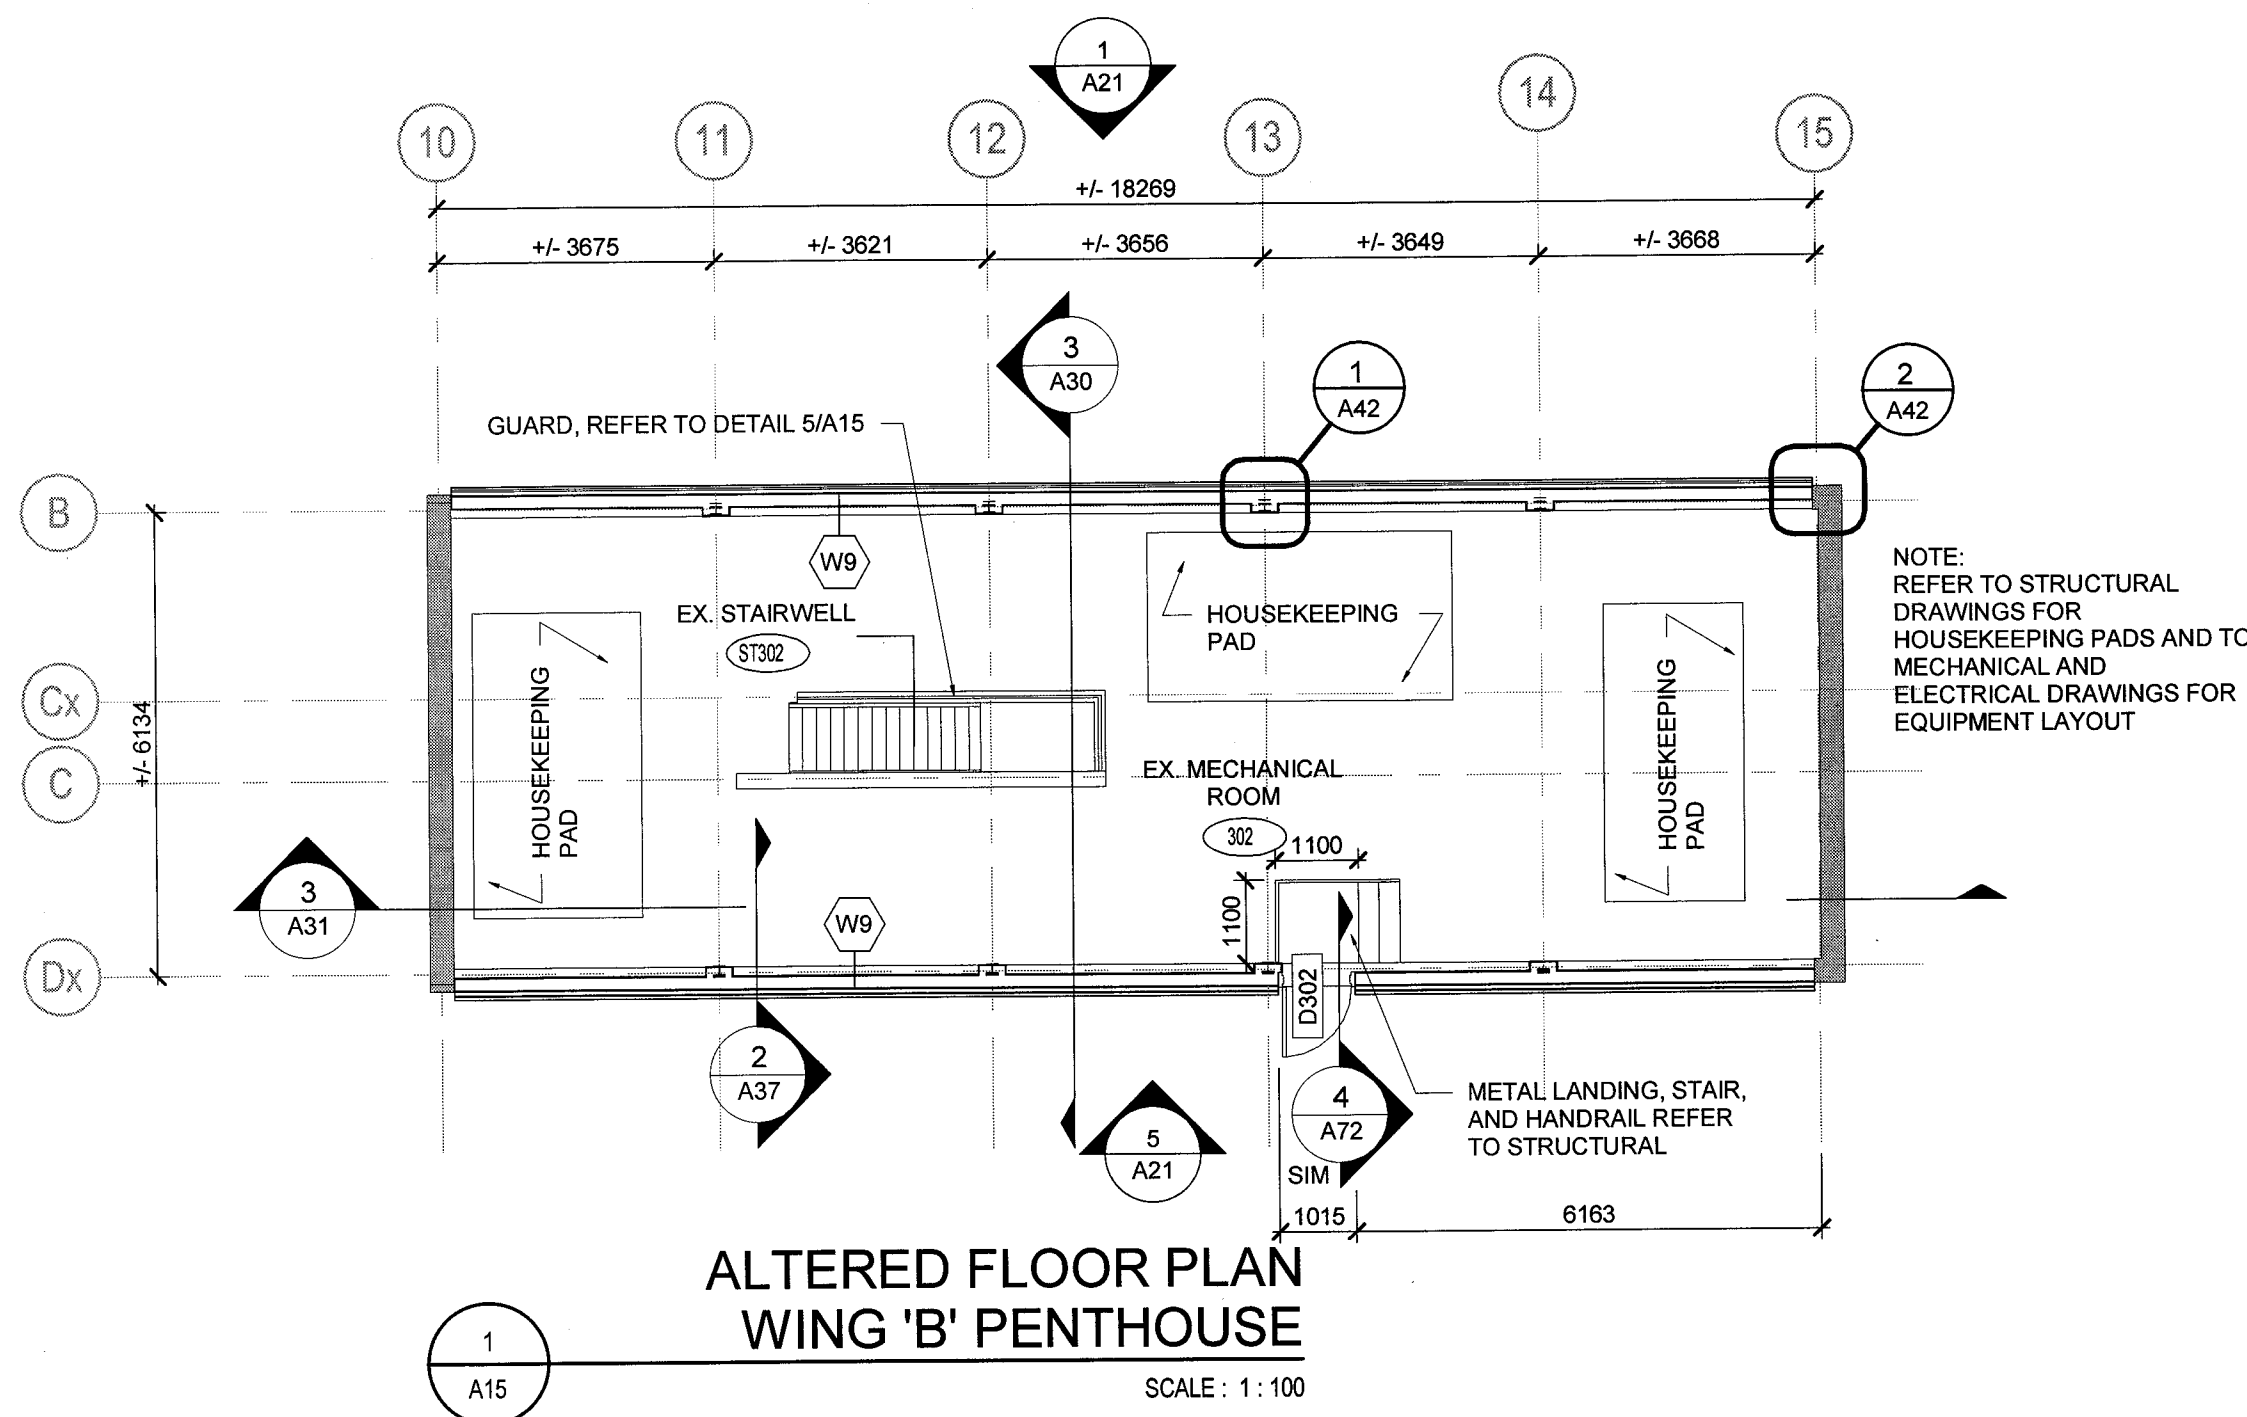 1
A21
10
11
12
13
14
15
+/- 18269
+/- 3675
+/- 3621
+/- 3656
+/- 3649
+/- 3668
3
A30
1
A42
2
A42
GUARD, REFER TO DETAIL 5/A15
B
W9
NOTE:
REFER TO STRUCTURAL
DRAWINGS FOR
HOUSEKEEPING PADS AND TO
MECHANICAL AND
ELECTRICAL DRAWINGS FOR
EQUIPMENT LAYOUT
EX. STAIRWELL
ST302
HOUSEKEEPING
PAD
HOUSEKEEPING
PAD
HOUSEKEEPING
PAD
Cx
+/- 6134
C
EX. MECHANICAL
ROOM
302
1100
1100
3
A31
W9
Dx
D302
2
A37
4
A72
SIM
METAL LANDING, STAIR,
AND HANDRAIL REFER
TO STRUCTURAL
5
A21
1015
6163
ALTERED FLOOR PLAN
WING 'B' PENTHOUSE
1
A15
SCALE : 1 : 100